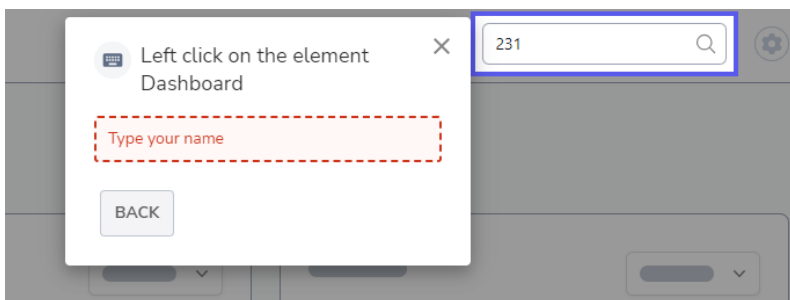 Left click on the element
Dashboard
231
Type your name
BACK